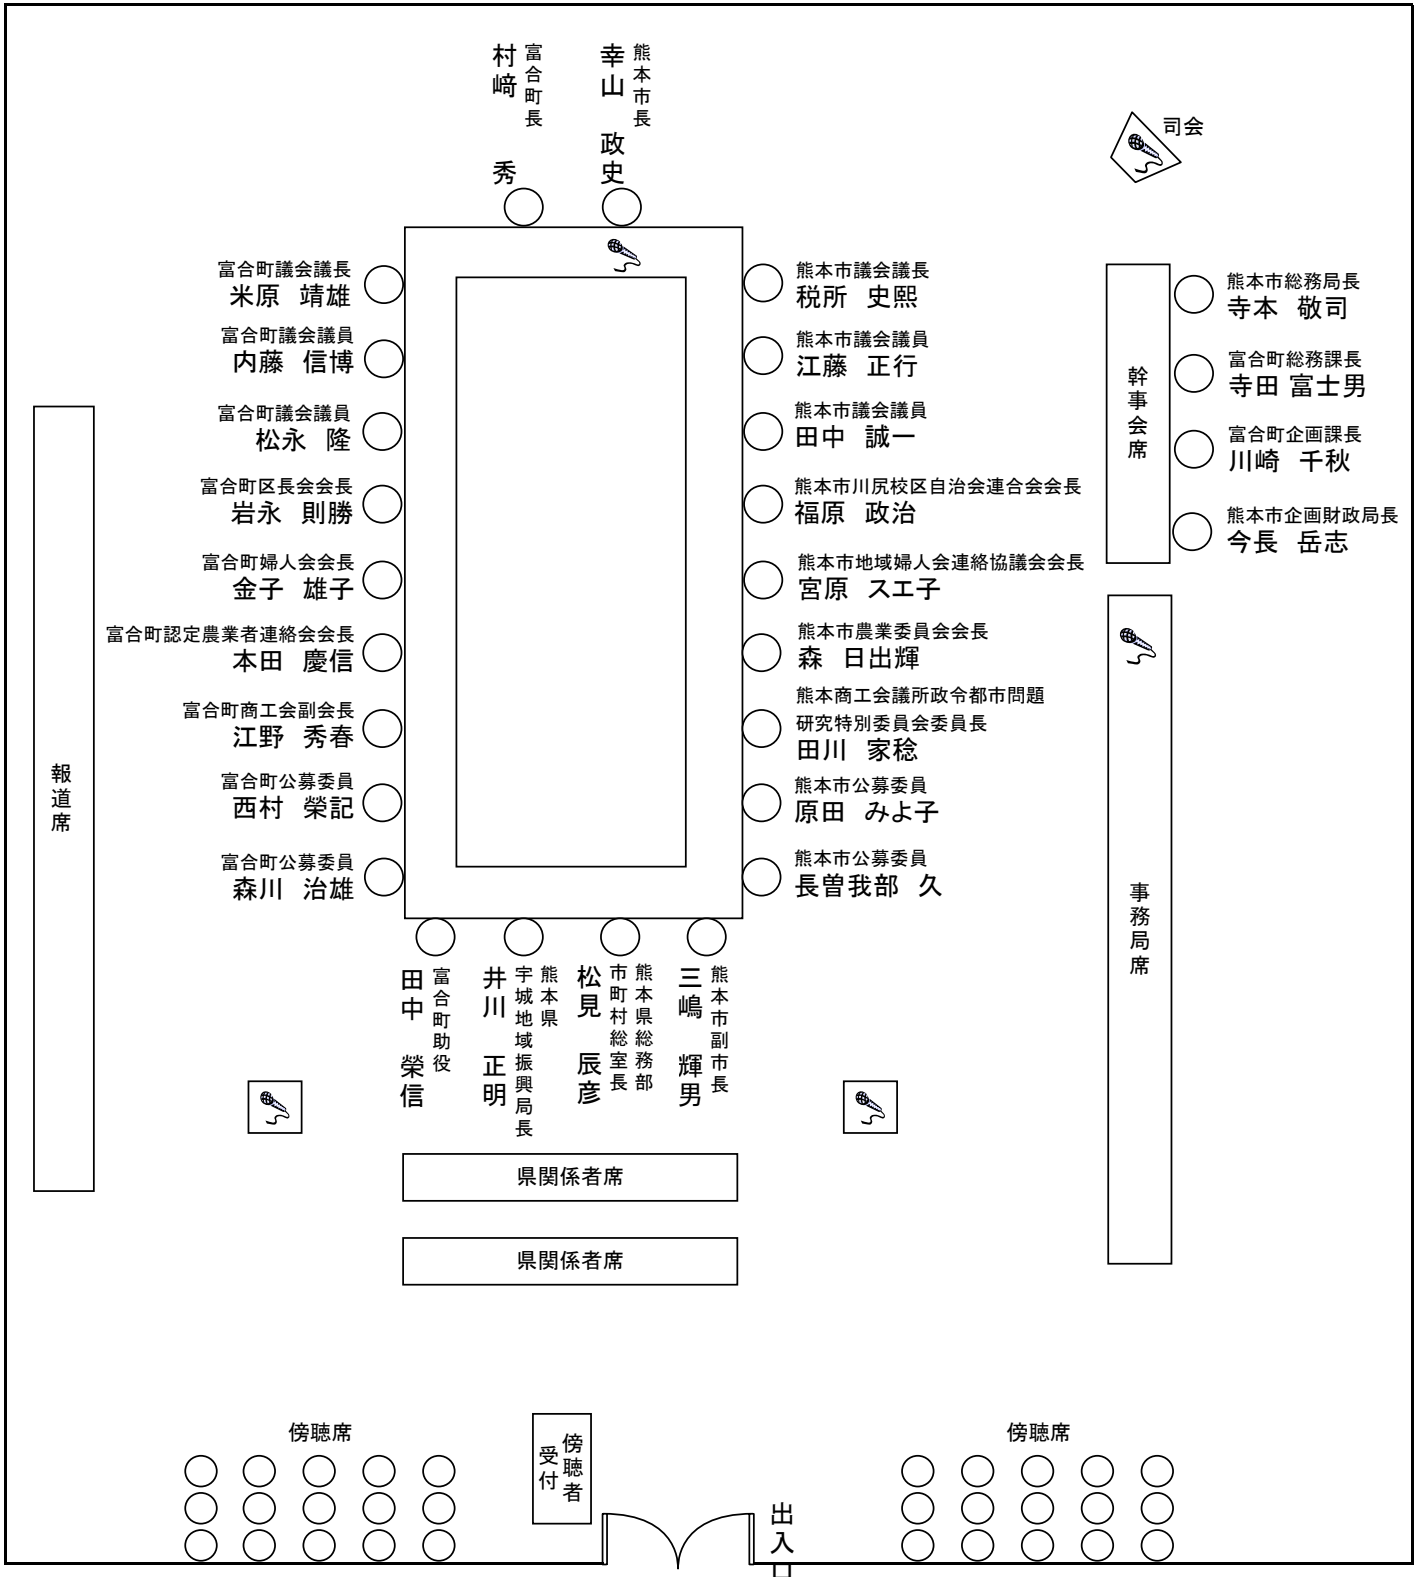 熊本市長
幸山　政史
富合町長
村﨑　秀
司会
富合町議会議長
米原　靖雄
富合町議会議員
内藤　信博
富合町議会議員
松永　隆
富合町区長会会長
岩永　則勝
富合町婦人会会長
金子　雄子
富合町認定農業者連絡会会長
本田　慶信
富合町商工会副会長
江野　秀春
富合町公募委員
西村　榮記
富合町公募委員
森川　治雄
熊本市議会議長
税所　史熙
熊本市議会議員
江藤　正行
熊本市議会議員
田中　誠一
熊本市川尻校区自治会連合会会長
福原　政治
熊本市地域婦人会連絡協議会会長
宮原　スエ子
熊本市農業委員会会長
森　日出輝
熊本商工会議所政令都市問題
研究特別委員会委員長
田川　家稔
熊本市公募委員
原田　みよ子
熊本市公募委員
長曽我部　久
幹事会席
熊本市総務局長
寺本　敬司
富合町総務課長
寺田 富士男
富合町企画課長
川崎　千秋
熊本市企画財政局長
今長　岳志
報道席
事務局席
熊本市副市長
三嶋　輝男
熊本県総務部
市町村総室長
松見　辰彦
熊本県
宇城地域振興局長
井川　正明
富合町助役
田中　榮信
県関係者席
県関係者席
傍聴席
傍聴者
受付
出入口
傍聴席